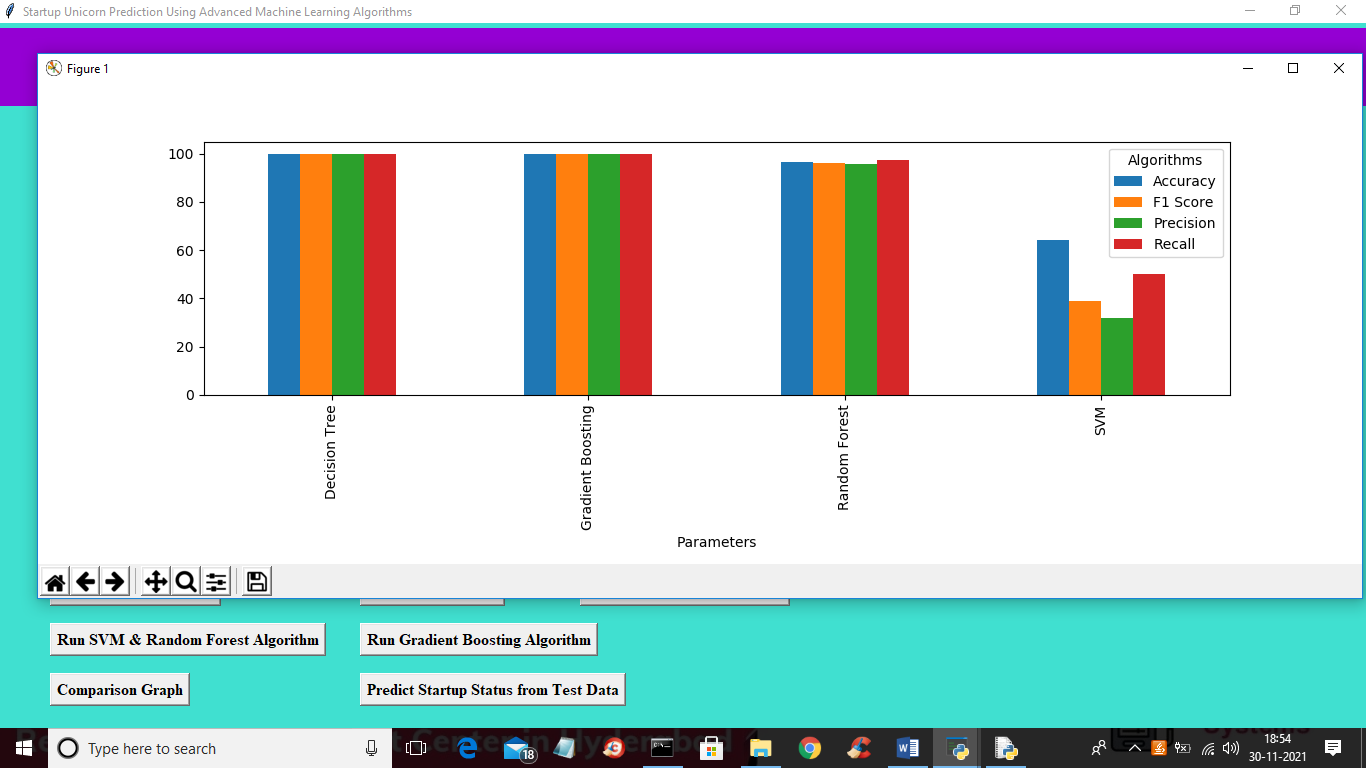 Startup Unicorn Prediction Using Advanced Machine Learning Algorithms
Figure 1
100
80
60
40
20
0
Algorithms
Accuracy
F1 Score
Precision
Recall
Decision Tree
Gradient Boosting
Random Forest
SVM
Parameters
Run SVM & Random Forest Algorithm
Run Gradient Boosting Algorithm
Comparison Graph
Predict Startup Status from Test Data
Type here to search
18
Systems
18:54
30-11-2021